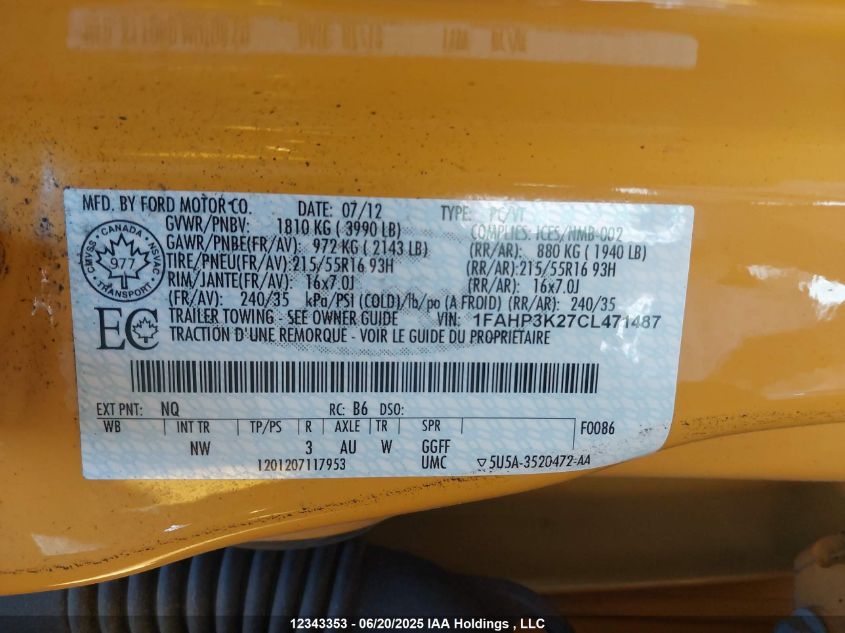 MFD. BY FORD MOTOR CO. DATE: 07/12 TYPE: PC/VT
GVWR/PNBV: 1810 KG ( 3990 LB) COMPLIES: ICES/NMB-002
GAWR/PNBE(FR/AV): 972 KG ( 2143 LB) (RR/AR): 880 KG ( 1940 LB)
TIRE/PNEU(FR/AV):215/55R16 93H (RR/AR):215/55R16 93H
RIM/JANTE(FR/AV): 16x7.0J (RR/AR): 16x7.0J
(FR/AV): 240/35 kPa/PSI (COLD)/lb/po (A FROID) (RR/AR): 240/35
TRAILER TOWING - SEE OWNER GUIDE VIN: 1FAHP3K27CL471487
TRACTION D'UNE REMORQUE - VOIR LE GUIDE DU PROPRIETAIRE
CANADA
CMVSS NSVAC
977
TRANSPORT
EC
EXT PNT: NQ RC: B6 DSO:
WB INT TR TP/PS R AXLE TR SPR F0086
NW 3 AU W GGFF
1201207117953 UMC ▽5U5A-3520472-AA
12343353 - 06/20/2025 IAA Holdings , LLC